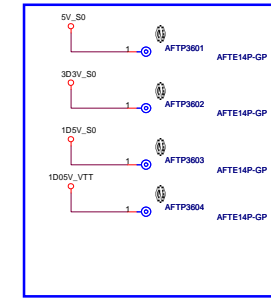 5V_S0
1
AFTP3601
AFTE14P-GP
3D3V_S0
1
AFTP3602
AFTE14P-GP
1D5V_S0
1
AFTP3603
AFTE14P-GP
1D05V_VTT
1
AFTP3604
AFTE14P-GP